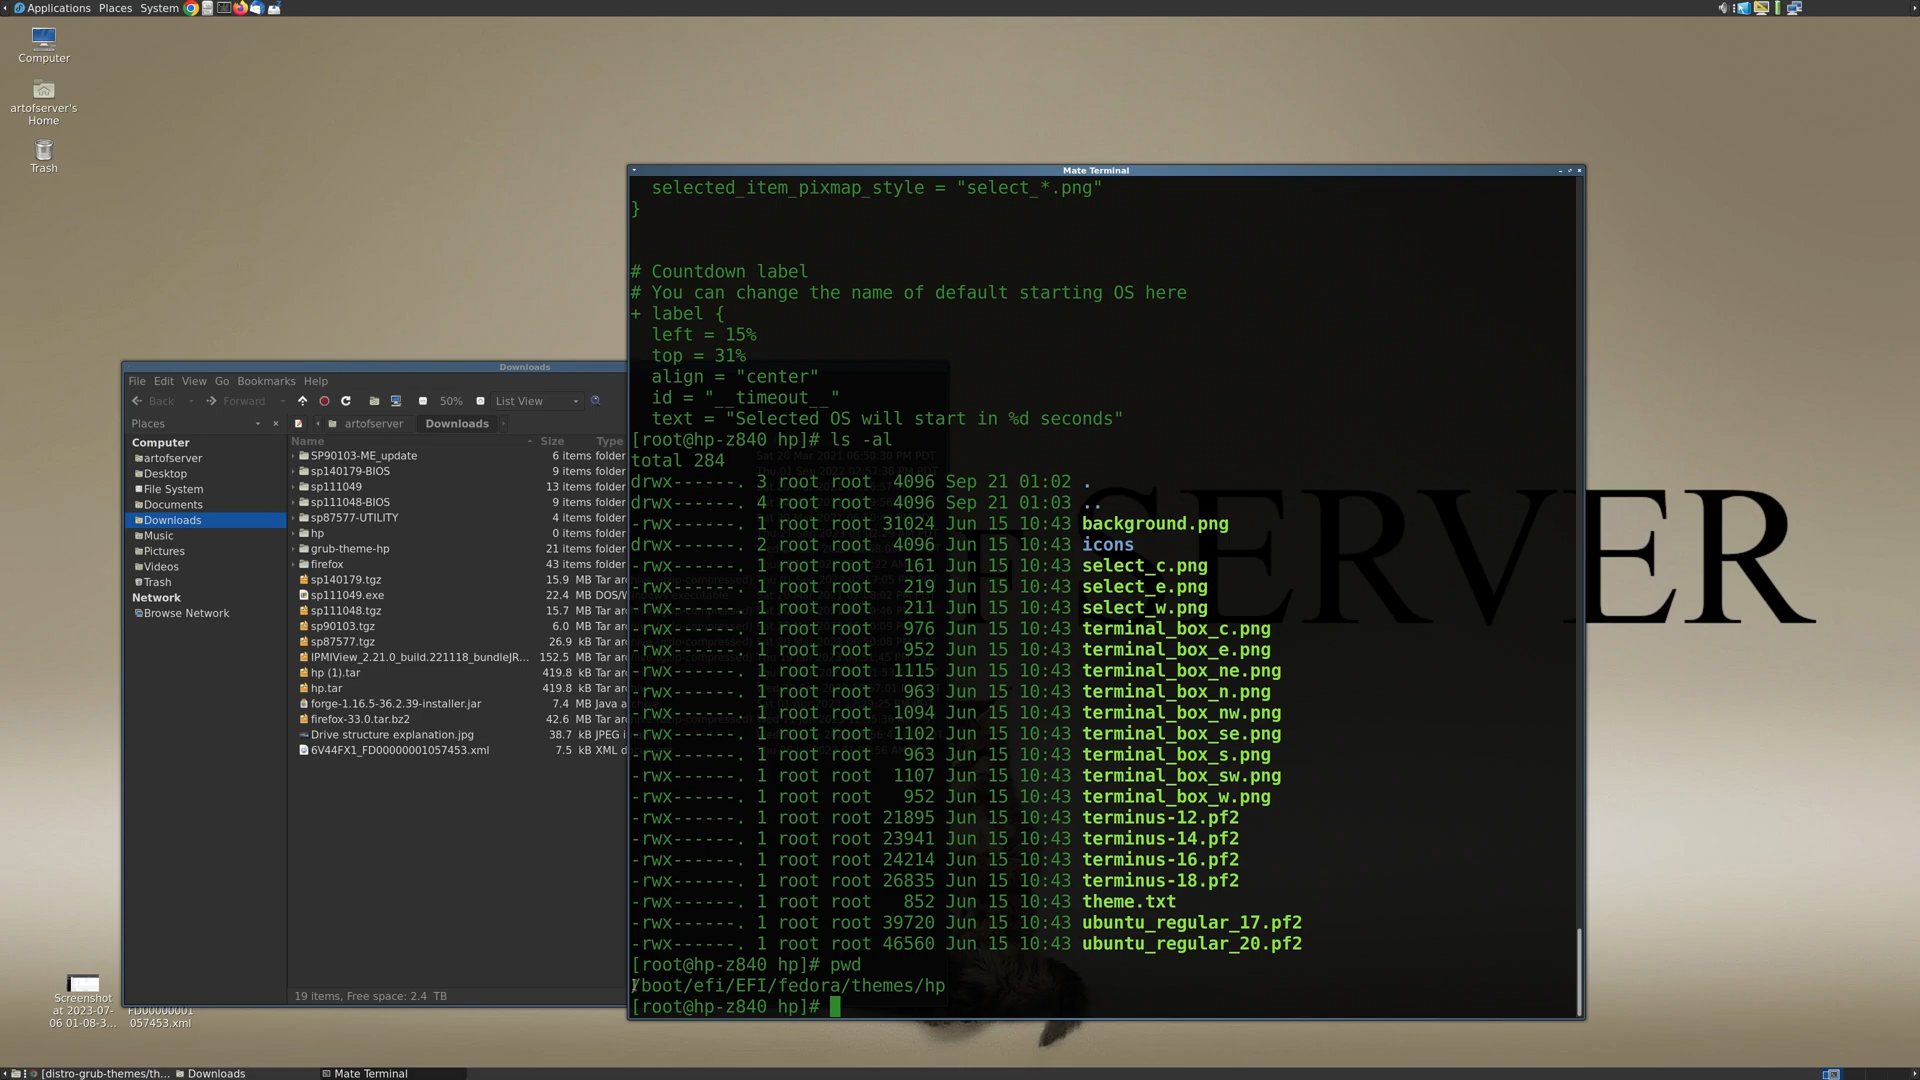 Applications Places System
Computer
artofserver's
Home
Trash
Mate Terminal
selected_item_pixmap_style = "select_*.png"
}
# Countdown label
# You can change the name of default starting OS here
+ label {
left = 15%
top = 31%
align = "center"
id = "__timeout__"
text = "Selected OS will start in %d seconds"
[root@hp-z840 hp]# ls -al
total 284
drwx------. 3 root root 4096 Sep 21 01:02 .
drwx------. 4 root root 4096 Sep 21 01:03 ..
-rwx------. 1 root root 31024 Jun 15 10:43 background.png
drwx------. 2 root root 4096 Jun 15 10:43 icons
-rwx------. 1 root root 161 Jun 15 10:43 select_c.png
-rwx------. 1 root root 219 Jun 15 10:43 select_e.png
-rwx------. 1 root root 211 Jun 15 10:43 select_w.png
-rwx------. 1 root root 976 Jun 15 10:43 terminal_box_c.png
-rwx------. 1 root root 952 Jun 15 10:43 terminal_box_e.png
-rwx------. 1 root root 1115 Jun 15 10:43 terminal_box_ne.png
-rwx------. 1 root root 963 Jun 15 10:43 terminal_box_n.png
-rwx------. 1 root root 1094 Jun 15 10:43 terminal_box_nw.png
-rwx------. 1 root root 1102 Jun 15 10:43 terminal_box_se.png
-rwx------. 1 root root 963 Jun 15 10:43 terminal_box_s.png
-rwx------. 1 root root 1107 Jun 15 10:43 terminal_box_sw.png
-rwx------. 1 root root 952 Jun 15 10:43 terminal_box_w.png
-rwx------. 1 root root 21895 Jun 15 10:43 terminus-12.pf2
-rwx------. 1 root root 23941 Jun 15 10:43 terminus-14.pf2
-rwx------. 1 root root 24214 Jun 15 10:43 terminus-16.pf2
-rwx------. 1 root root 26835 Jun 15 10:43 terminus-18.pf2
-rwx------. 1 root root 852 Jun 15 10:43 theme.txt
-rwx------. 1 root root 39720 Jun 15 10:43 ubuntu_regular_17.pf2
-rwx------. 1 root root 46560 Jun 15 10:43 ubuntu_regular_20.pf2
[root@hp-z840 hp]# pwd
/boot/efi/EFI/fedora/themes/hp
[root@hp-z840 hp]#
SERVER
Downloads
File Edit View Go Bookmarks Help
Back Forward 50% List View
Places
artofserver Downloads
Computer
artofserver
Desktop
File System
Documents
Downloads
Music
Pictures
Videos
Trash
Network
Browse Network
Name Size Type
SP90103-ME_update 6 items folder
sp140179-BIOS 9 items folder
sp111049 13 items folder
sp111048-BIOS 9 items folder
sp87577-UTILITY 4 items folder
hp 0 items folder
grub-theme-hp 21 items folder
firefox 43 items folder
sp140179.tgz 15.9 MB Tar ar
sp111049.exe 22.4 MB DOS/W
sp111048.tgz 15.7 MB Tar ar
sp90103.tgz 6.0 MB Tar ar
sp87577.tgz 26.9 kB Tar ar
IPMIView_2.21.0_build.221118_bundleJR... 152.5 MB Tar ar
hp (1).tar 419.8 kB Tar ar
hp.tar 419.8 kB Tar ar
forge-1.16.5-36.2.39-installer.jar 7.4 MB Java a
firefox-33.0.tar.bz2 42.6 MB Tar ar
Drive structure explanation.jpg 38.7 kB JPEG i
6V44FX1_FD00000001057453.xml 7.5 kB XML d
19 items, Free space: 2.4 TB
Screenshot
at 2023-07-
06 01-08-3...
FD00000001
057453.xml
[distro-grub-themes/th... Downloads Mate Terminal